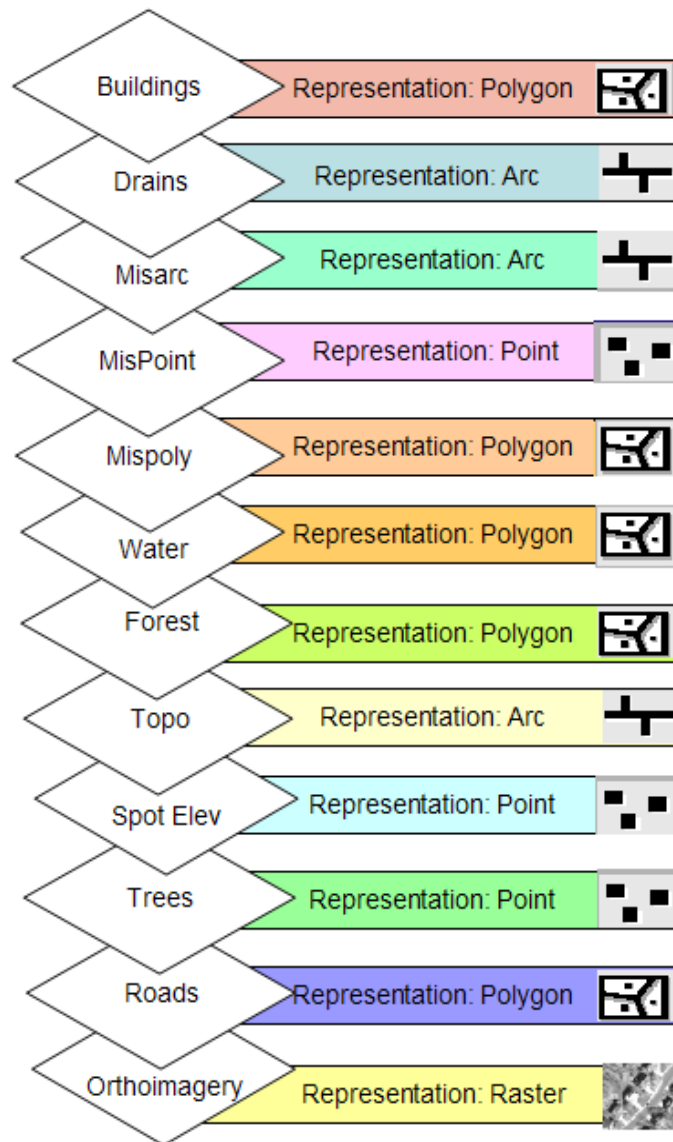 Buildings Representation: Polygon
Drains Representation: Arc
Misarc Representation: Arc
MisPoint Representation: Point
Mispoly Representation: Polygon
Water Representation: Polygon
Forest Representation: Polygon
Topo Representation: Arc
Spot Elev Representation: Point
Trees Representation: Point
Roads Representation: Polygon
Orthoimagery Representation: Raster